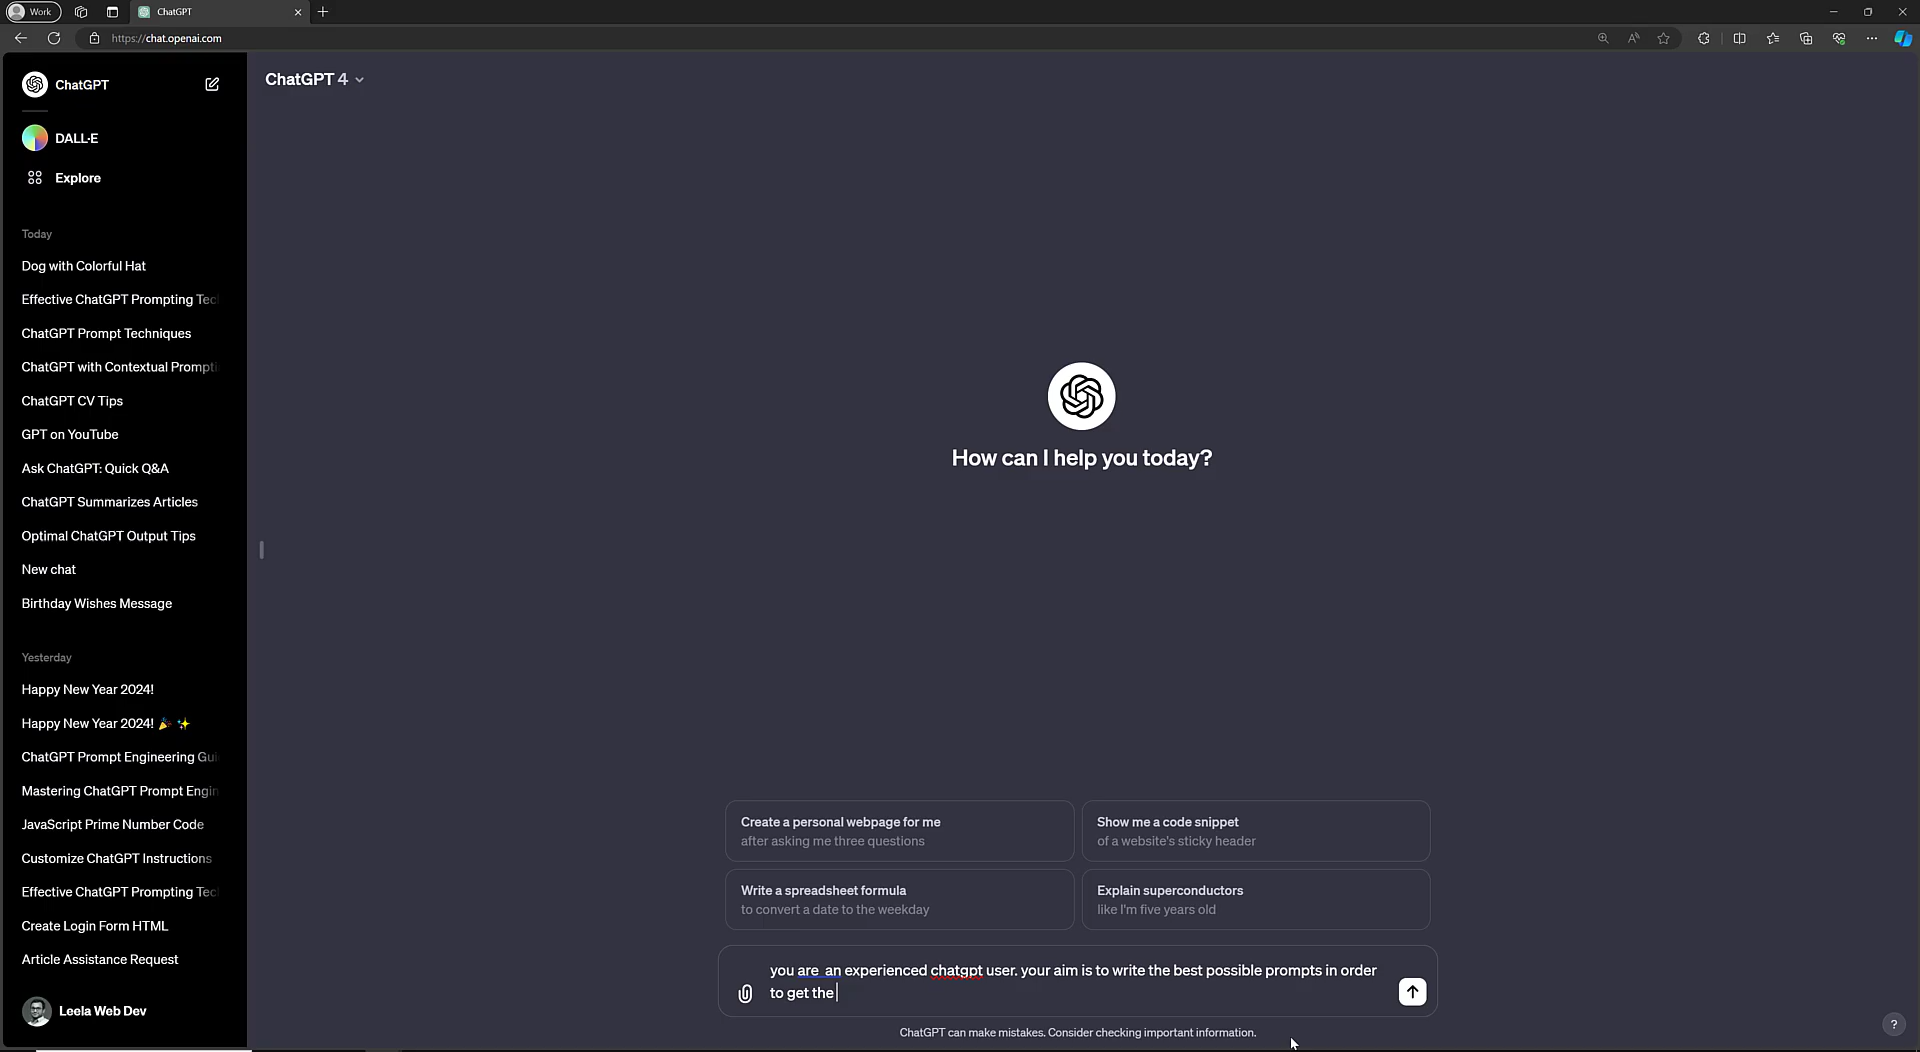 Work
ChatGPT
https://chat.openai.com
ChatGPT
ChatGPT 4
DALL·E
Explore
Today
Dog with Colorful Hat
Effective ChatGPT Prompting Tec
ChatGPT Prompt Techniques
ChatGPT with Contextual Prompti
ChatGPT CV Tips
GPT on YouTube
Ask ChatGPT: Quick Q&A
ChatGPT Summarizes Articles
Optimal ChatGPT Output Tips
New chat
Birthday Wishes Message
Yesterday
Happy New Year 2024!
Happy New Year 2024! 🎉 ✨
ChatGPT Prompt Engineering Gui
Mastering ChatGPT Prompt Engin
JavaScript Prime Number Code
Customize ChatGPT Instructions
Effective ChatGPT Prompting Tec
Create Login Form HTML
Article Assistance Request
Leela Web Dev
How can I help you today?
Create a personal webpage for me
after asking me three questions
Show me a code snippet
of a website's sticky header
Write a spreadsheet formula
to convert a date to the weekday
Explain superconductors
like I'm five years old
you are  an experienced chatgpt user. your aim is to write the best possible prompts in order
to get the
ChatGPT can make mistakes. Consider checking important information.
?